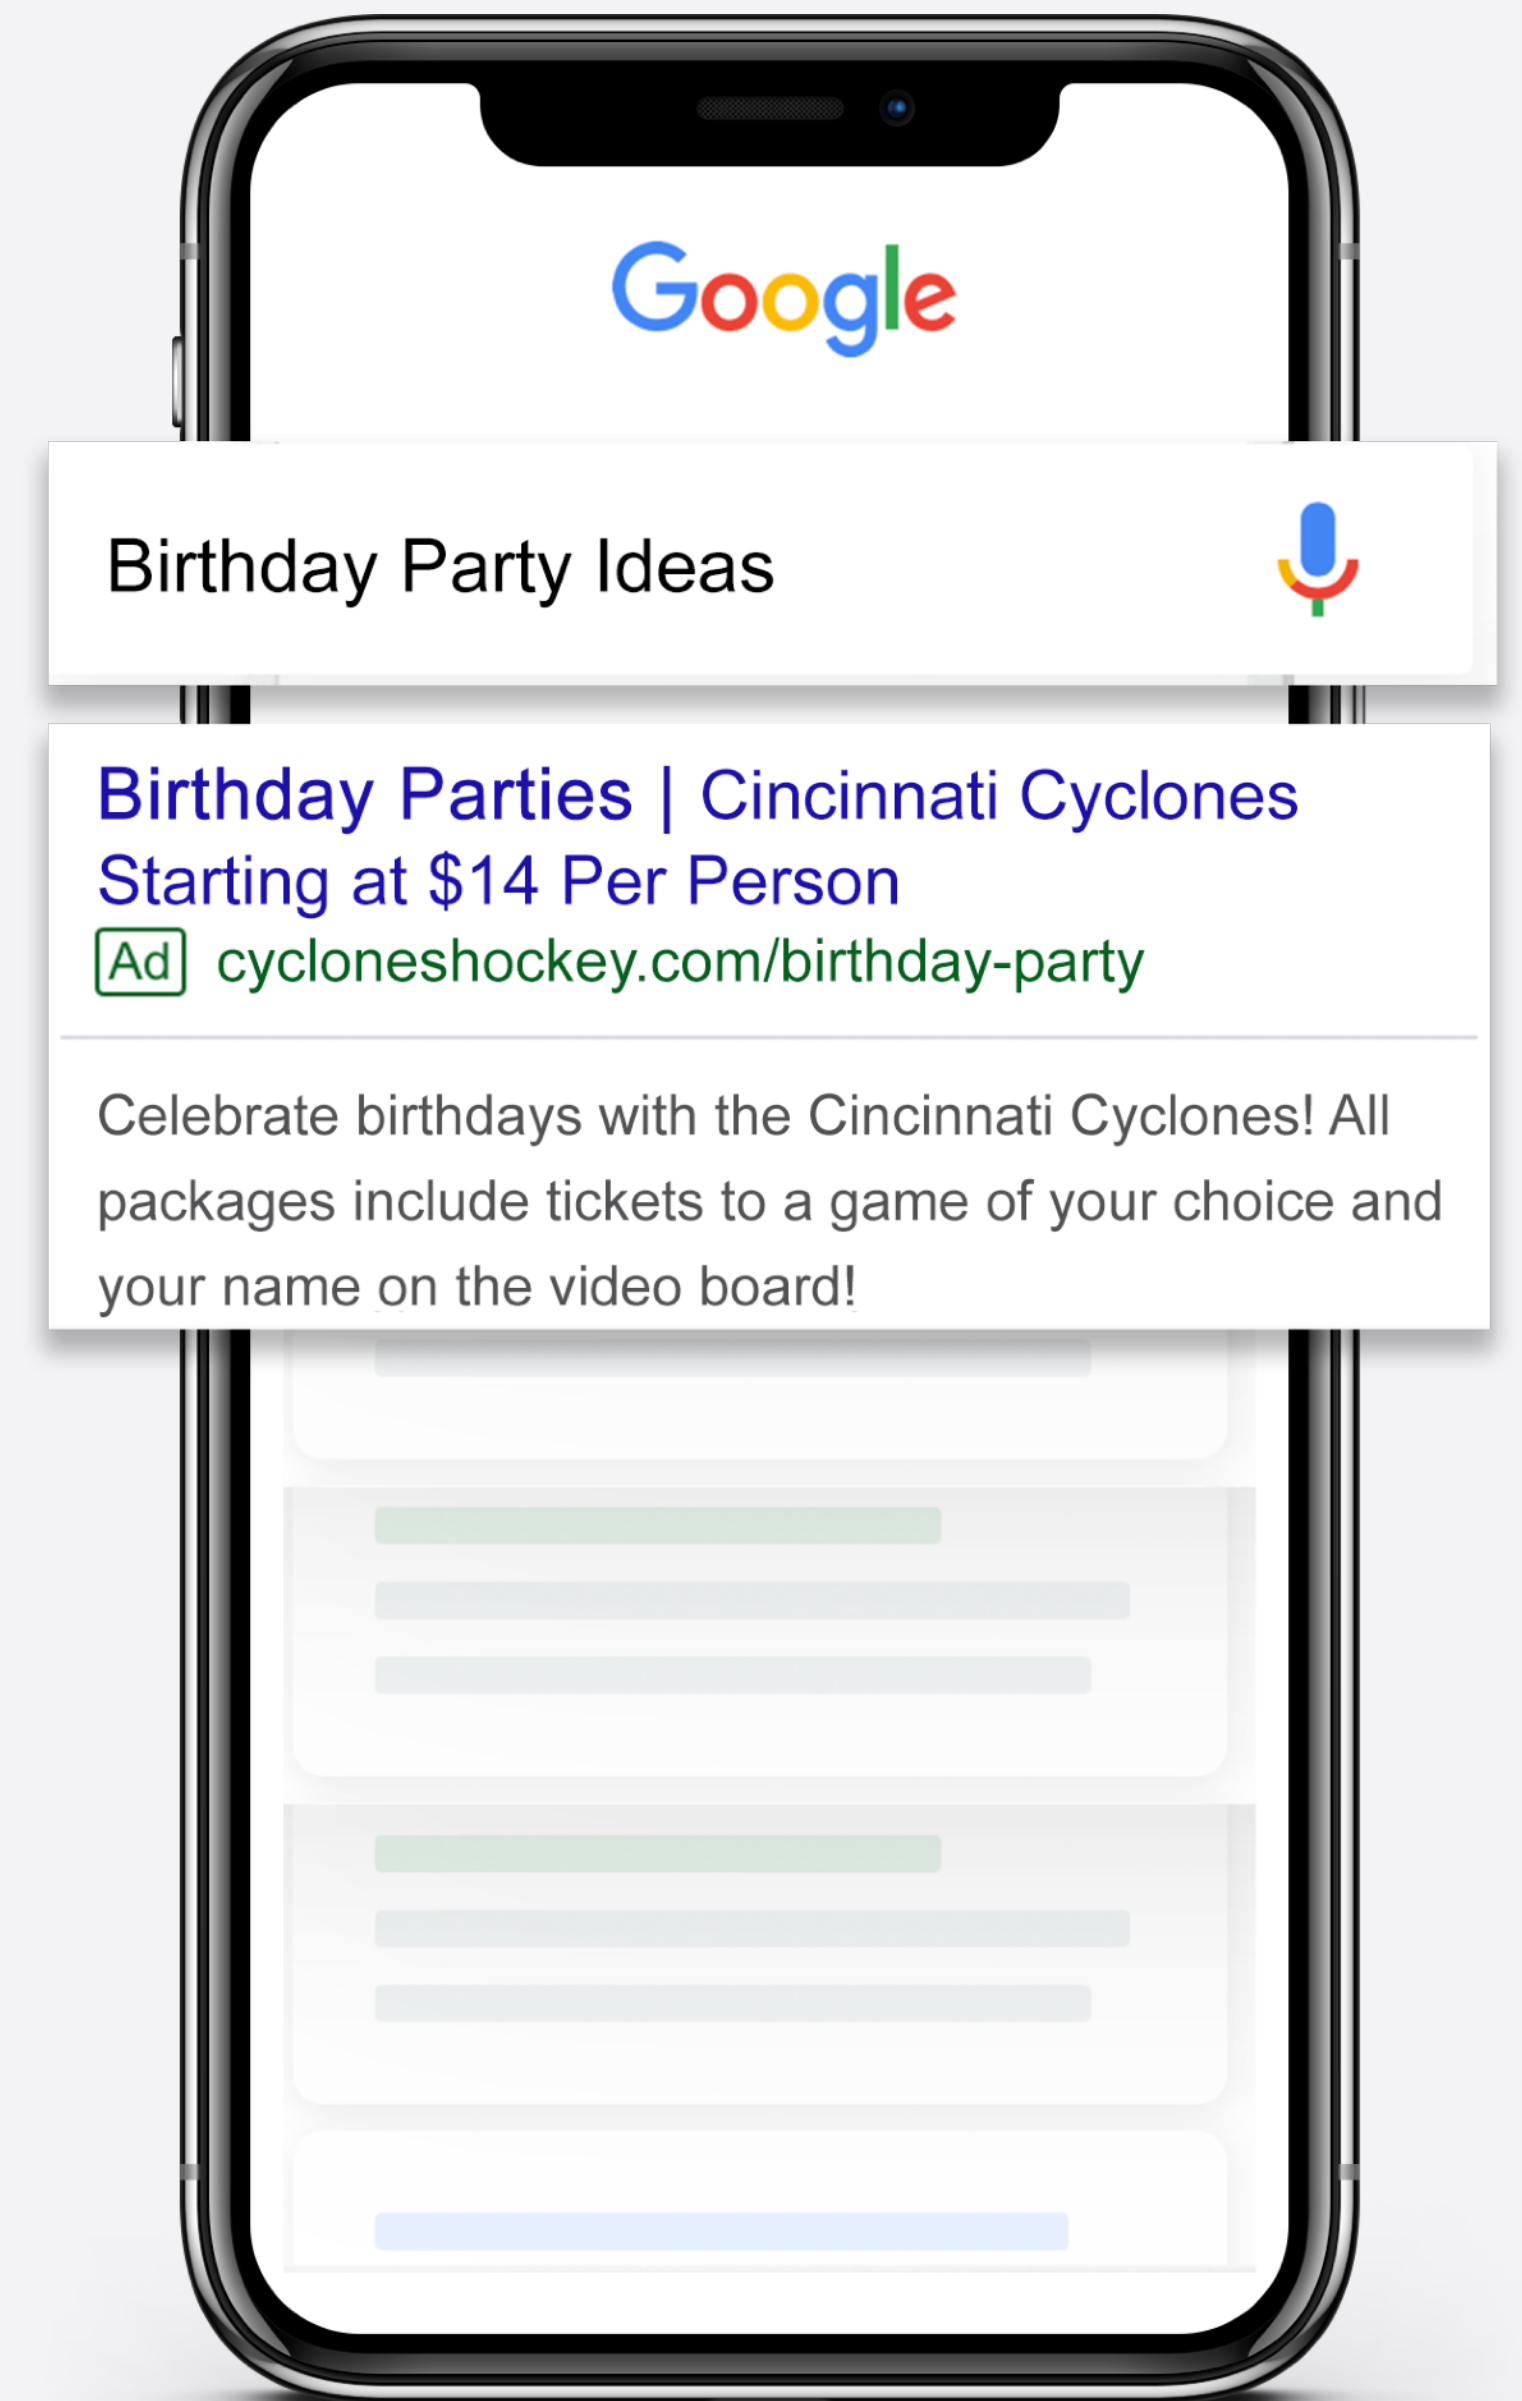 Google
Birthday Party Ideas
Birthday Parties | Cincinnati Cyclones
Starting at $14 Per Person
Ad cycloneshockey.com/birthday-party
Celebrate birthdays with the Cincinnati Cyclones! All
packages include tickets to a game of your choice and
your name on the video board!